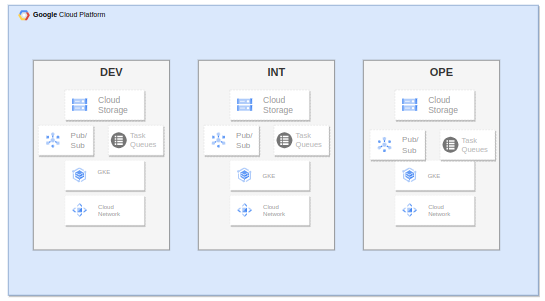 Google Cloud Platform
DEV
Cloud
Storage
Pub/
Sub
Task
Queues
GKE
Cloud
Network
INT
Cloud
Storage
Pub/
Sub
Task
Queues
GKE
Cloud
Network
OPE
Cloud
Storage
Pub/
Sub
Task
Queues
GKE
Cloud
Network